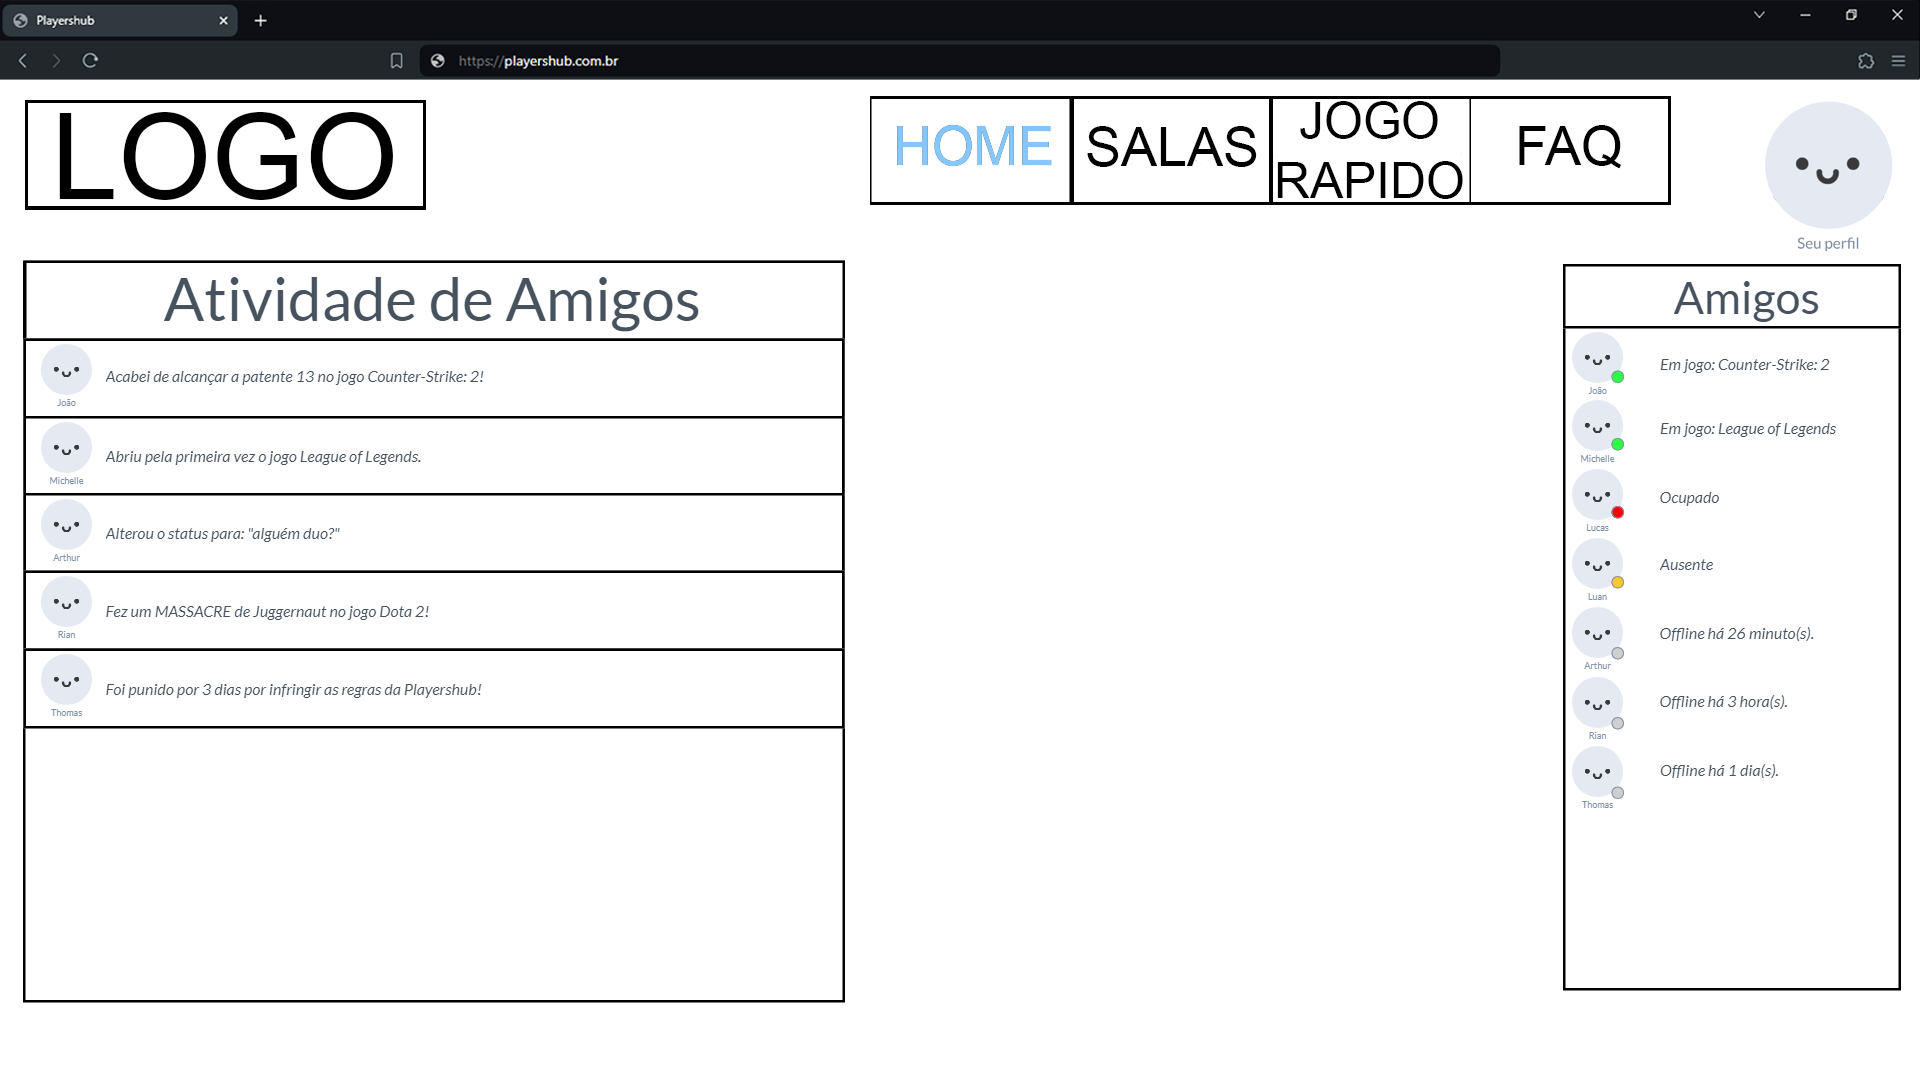 Playershub
https://playershub.com.br
LOGO
HOME
SALAS
JOGO
RAPIDO
FAQ
Seu perfil
Atividade de Amigos
Acabei de alcançar a patente 13 no jogo Counter-Strike: 2!
João
Abriu pela primeira vez o jogo League of Legends.
Michelle
Alterou o status para: "alguém duo?"
Arthur
Fez um MASSACRE de Juggernaut no jogo Dota 2!
Rian
Foi punido por 3 dias por infringir as regras da Playershub!
Thomas
Amigos
Em jogo: Counter-Strike: 2
João
Em jogo: League of Legends
Michelle
Ocupado
Lucas
Ausente
Luan
Offline há 26 minuto(s).
Arthur
Offline há 3 hora(s).
Rian
Offline há 1 dia(s).
Thomas